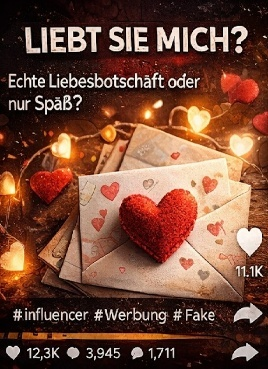 LIEBT SIE MICH?
Echte Liebesbotschaft oder
nur Spaß?
11.1K
#influencer #Werbung # Fake
12,3K 3,945 1,711